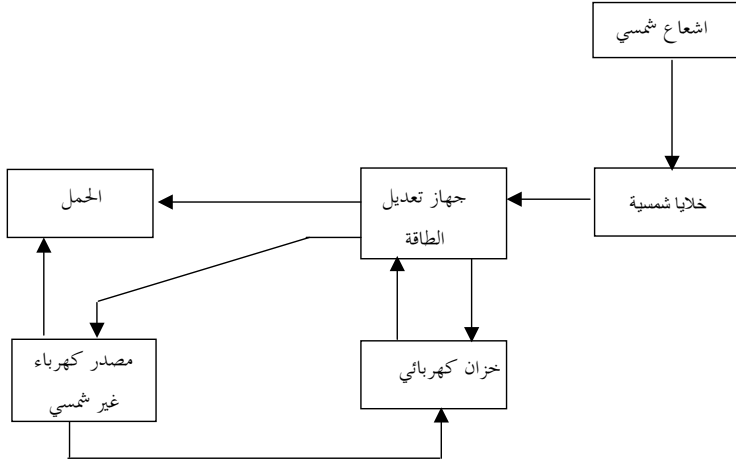 اشعاع شمسي
خلايا شمسية
جهاز تعديل
الطاقة
الحمل
خزان كهربائي
مصدر كهرباء
غير شمسي